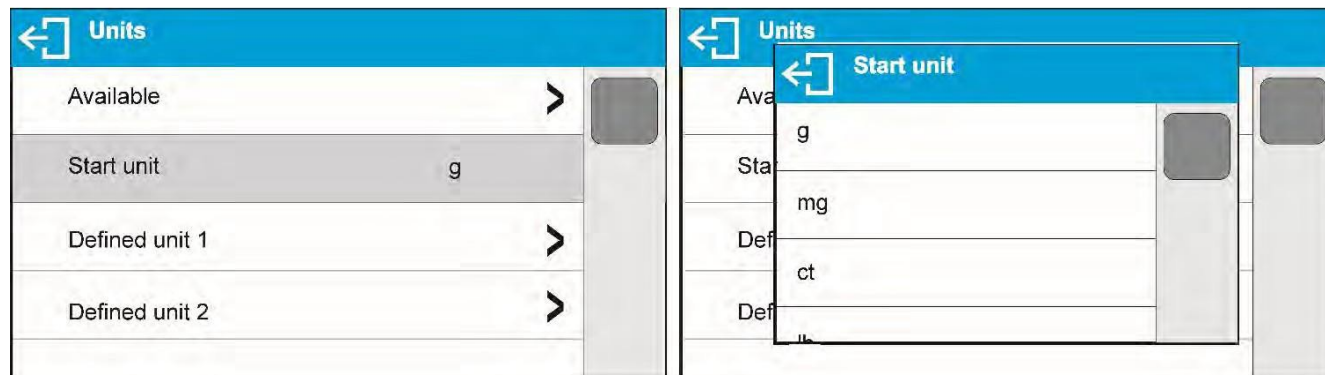 Units
Available
Start unit g
Defined unit 1
Defined unit 2
Units
Start unit
Ava
g
Sta
mg
Def
ct
Def
lb